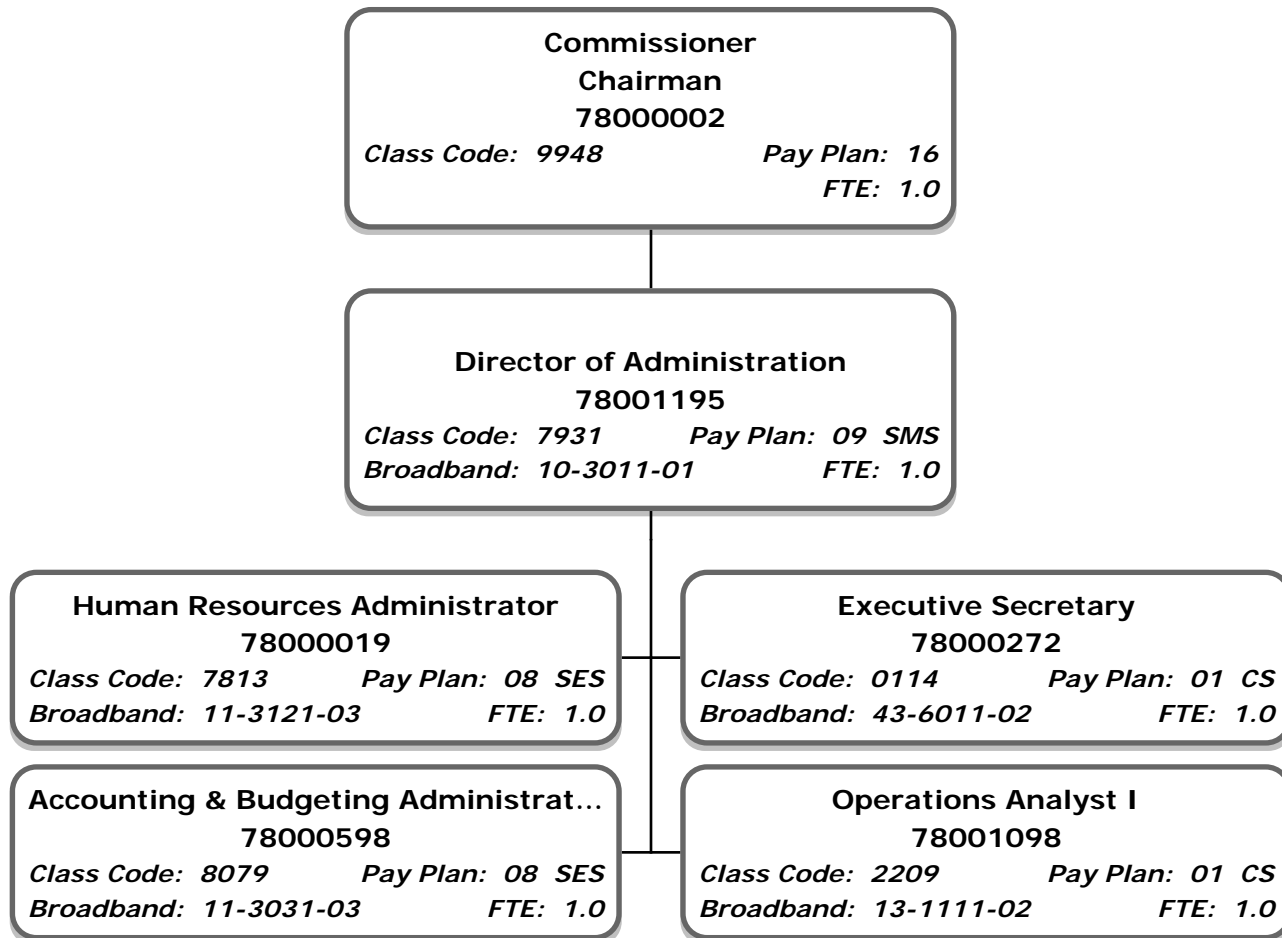 Commissioner
Chairman
78000002
Class Code: 9948 Pay Plan: 16
FTE: 1.0
Director of Administration
78001195
Class Code: 7931 Pay Plan: 09 SMS
Broadband: 10-3011-01 FTE: 1.0
Human Resources Administrator
78000019
Class Code: 7813 Pay Plan: 08 SES
Broadband: 11-3121-03 FTE: 1.0
Executive Secretary
78000272
Class Code: 0114 Pay Plan: 01 CS
Broadband: 43-6011-02 FTE: 1.0
Accounting & Budgeting Administrat...
78000598
Class Code: 8079 Pay Plan: 08 SES
Broadband: 11-3031-03 FTE: 1.0
Operations Analyst I
78001098
Class Code: 2209 Pay Plan: 01 CS
Broadband: 13-1111-02 FTE: 1.0